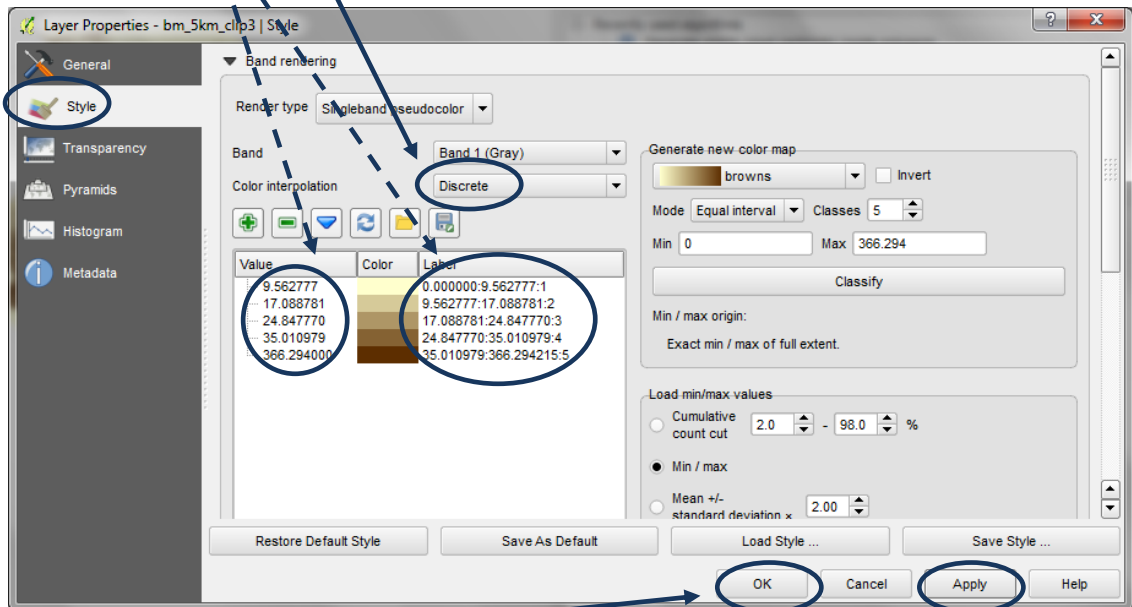 Layer Properties - bm_5km_clip3 | Style
General
Style
Transparency
Pyramids
Histogram
Metadata
Band rendering
Render type Singleband pseudocolor
Band Band 1 (Gray)
Color interpolation Discrete
Value Color Label
9.562777 0.000000:9.562777:1
17.088781 9.562777:17.088781:2
24.847770 17.088781:24.847770:3
35.010979 24.847770:35.010979:4
366.294000 35.010979:366.294215:5
Generate new color map
browns Invert
Mode Equal interval Classes 5
Min 0 Max 366.294
Classify
Min / max origin:
Exact min / max of full extent.
Load min/max values
Cumulative
count cut 2.0 - 98.0 %
Min / max
Mean +/-
standard deviation × 2.00
Restore Default Style Save As Default Load Style ... Save Style ...
OK Cancel Apply Help